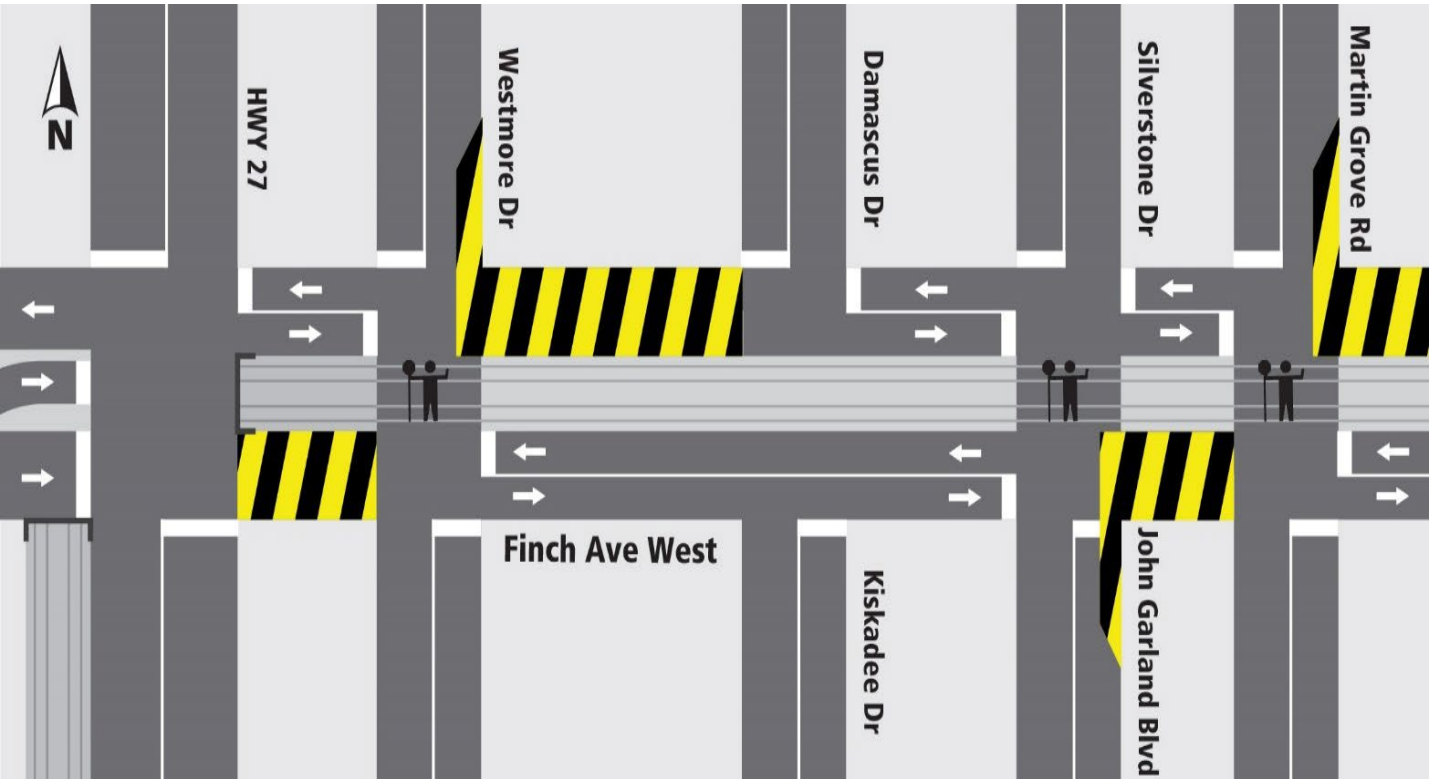 N
HWY 27
Westmore Dr
Damascus Dr
Silverstone Dr
Martin Grove Rd
Finch Ave West
Kiskadee Dr
John Garland Blvd